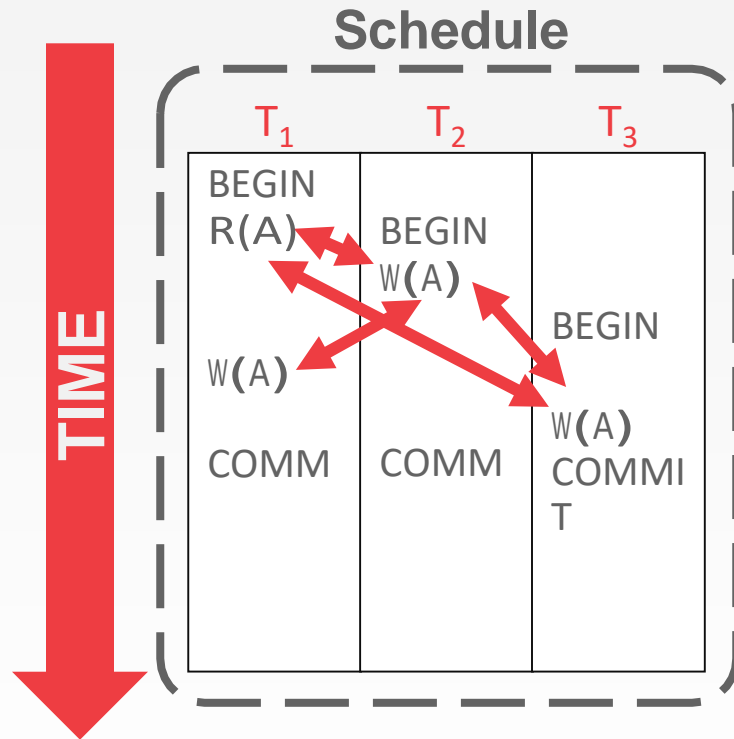 Schedule
TIME
T₁ T₂ T₃
BEGIN
R(A)
W(A)
COMM
BEGIN
W(A)
COMM
BEGIN
W(A)
COMMI
T